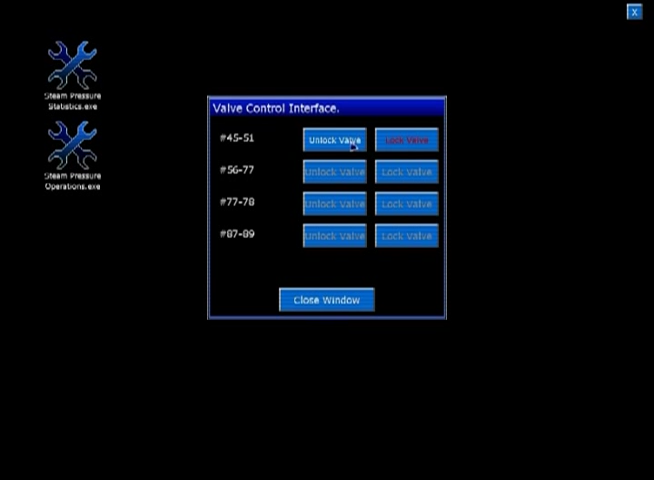 X
Steam Pressure
Statistics.exe
Steam Pressure
Operations.exe
Valve Control Interface.
#45-51 Unlock Valve Lock Valve
#56-77 Unlock Valve Lock Valve
#77-78 Unlock Valve Lock Valve
#87-89 Unlock Valve Lock Valve
Close Window